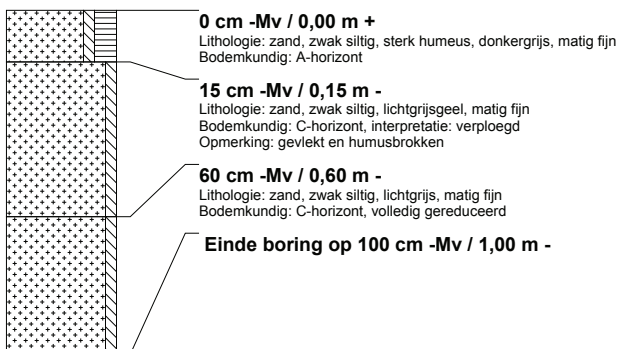 0 cm -Mv / 0,00 m +
Lithologie: zand, zwak siltig, sterk humeus, donkergrijs, matig fijn
Bodemkundig: A-horizont
15 cm -Mv / 0,15 m -
Lithologie: zand, zwak siltig, lichtgrijsgeel, matig fijn
Bodemkundig: C-horizont, interpretatie: verploegd
Opmerking: gevlekt en humusbrokken
60 cm -Mv / 0,60 m -
Lithologie: zand, zwak siltig, lichtgrijs, matig fijn
Bodemkundig: C-horizont, volledig gereduceerd
Einde boring op 100 cm -Mv / 1,00 m -